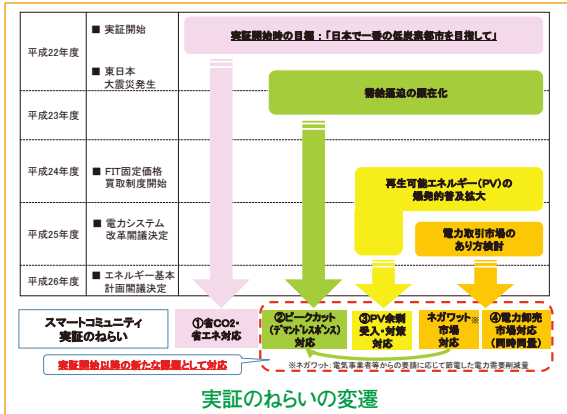 平成22年度
■ 実証開始
■ 東日本
大震災発生
実証開始時の目標：「日本で一番の低炭素都市を目指して」
需給逼迫の顕在化
平成23年度
平成24年度
■ FIT固定価格
買取制度開始
再生可能エネルギー（PV）の
爆発的普及拡大
平成25年度
■ 電力システム
改革閣議決定
電力取引市場の
あり方検討
平成26年度
■ エネルギー基本
計画閣議決定
スマートコミュニティ
実証のねらい
①省CO2・
省エネ対応
②ピークカット
（ﾃﾞﾏﾝﾄﾞﾚｽﾎﾟﾝｽ）
対応
③PV余剰
受入・対策
対応
ネガワット※
市場
対応
④電力卸売
市場対応
（同時同量）
実証開始以降の新たな課題として対応
※ネガワット：電気事業者等からの要請に応じて節電した電力需要削減量
実証のねらいの変遷